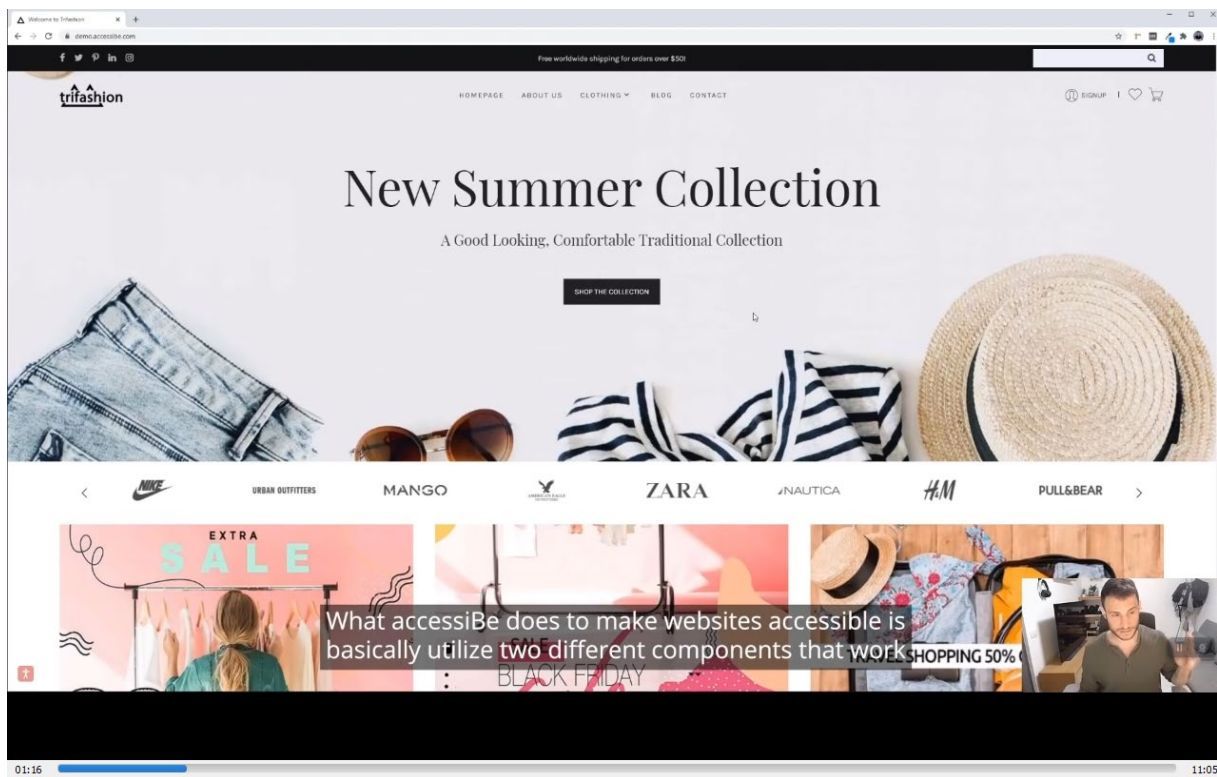 Welcome to Trifashion
demo.accessibe.com
Free worldwide shipping for orders over $50!
trifashion
HOMEPAGE ABOUT US CLOTHING BLOG CONTACT
SIGNUP
New Summer Collection
A Good Looking, Comfortable Traditional Collection
SHOP THE COLLECTION
NIKE URBAN OUTFITTERS MANGO AMERICAN EAGLE ZARA NAUTICA H&M PULL&BEAR
EXTRA
SALE
What accessiBe does to make websites accessible is
basically utilize two different components that work
SALE
BLACK FRIDAY
TRAVEL SHOPPING 50%
01:16 11:05